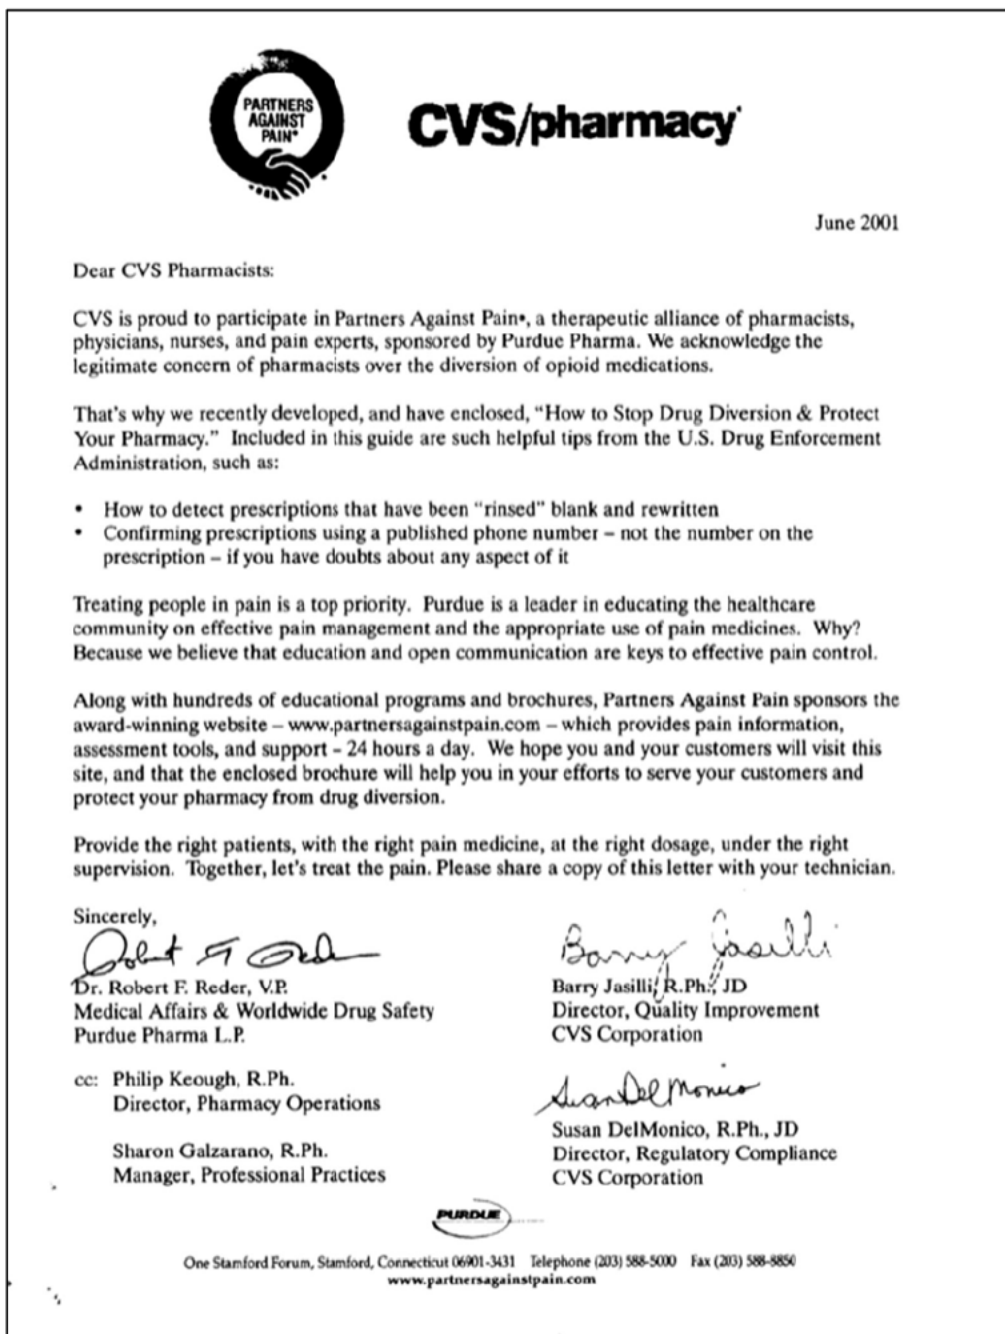 PARTNERS
AGAINST
PAIN•
CVS/pharmacy
June 2001
Dear CVS Pharmacists:
CVS is proud to participate in Partners Against Pain•, a therapeutic alliance of pharmacists,
physicians, nurses, and pain experts, sponsored by Purdue Pharma. We acknowledge the
legitimate concern of pharmacists over the diversion of opioid medications.
That's why we recently developed, and have enclosed, "How to Stop Drug Diversion & Protect
Your Pharmacy." Included in this guide are such helpful tips from the U.S. Drug Enforcement
Administration, such as:
• How to detect prescriptions that have been "rinsed" blank and rewritten
• Confirming prescriptions using a published phone number – not the number on the
prescription – if you have doubts about any aspect of it
Treating people in pain is a top priority. Purdue is a leader in educating the healthcare
community on effective pain management and the appropriate use of pain medicines. Why?
Because we believe that education and open communication are keys to effective pain control.
Along with hundreds of educational programs and brochures, Partners Against Pain sponsors the
award-winning website – www.partnersagainstpain.com – which provides pain information,
assessment tools, and support - 24 hours a day. We hope you and your customers will visit this
site, and that the enclosed brochure will help you in your efforts to serve your customers and
protect your pharmacy from drug diversion.
Provide the right patients, with the right pain medicine, at the right dosage, under the right
supervision. Together, let's treat the pain. Please share a copy of this letter with your technician.
Sincerely,
Robert F Reder
Dr. Robert F. Reder, V.P.
Medical Affairs & Worldwide Drug Safety
Purdue Pharma L.P.
Barry Jasilli
Barry Jasilli, R.Ph., JD
Director, Quality Improvement
CVS Corporation
cc: Philip Keough, R.Ph.
Director, Pharmacy Operations
Sharon Galzarano, R.Ph.
Manager, Professional Practices
Susan DelMonico
Susan DelMonico, R.Ph., JD
Director, Regulatory Compliance
CVS Corporation
PURDUE
One Stamford Forum, Stamford, Connecticut 06901-3431 Telephone (203) 588-5000 Fax (203) 588-8850
www.partnersagainstpain.com